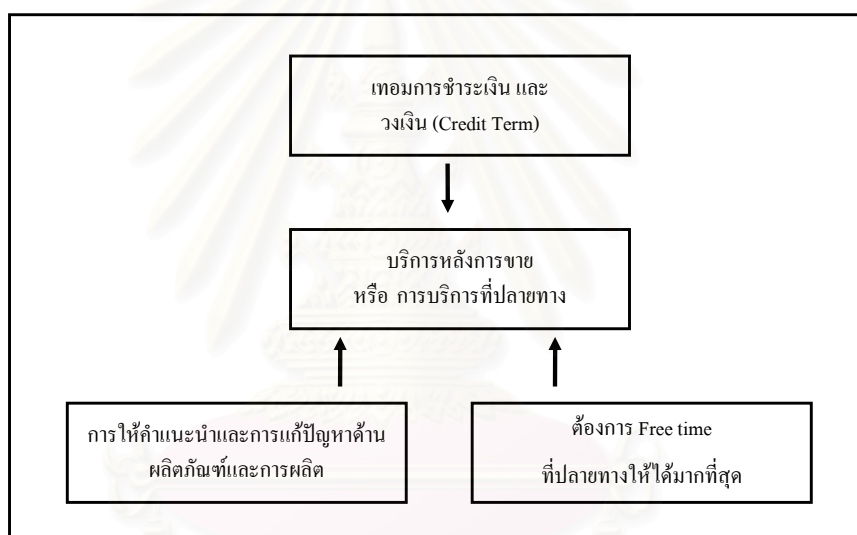 เทอมการชำระเงิน และ
วงเงิน (Credit Term)
บริการหลังการขาย
หรือ การบริการที่ปลายทาง
การให้คำแนะนำและการแก้ปัญหาด้าน
ผลิตภัณฑ์และการผลิต
ต้องการ Free time
ที่ปลายทางให้ได้มากที่สุด